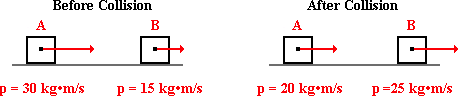 Before Collision After Collision
A B A B
p = 30 kg•m/s p = 15 kg•m/s p = 20 kg•m/s p =25 kg•m/s